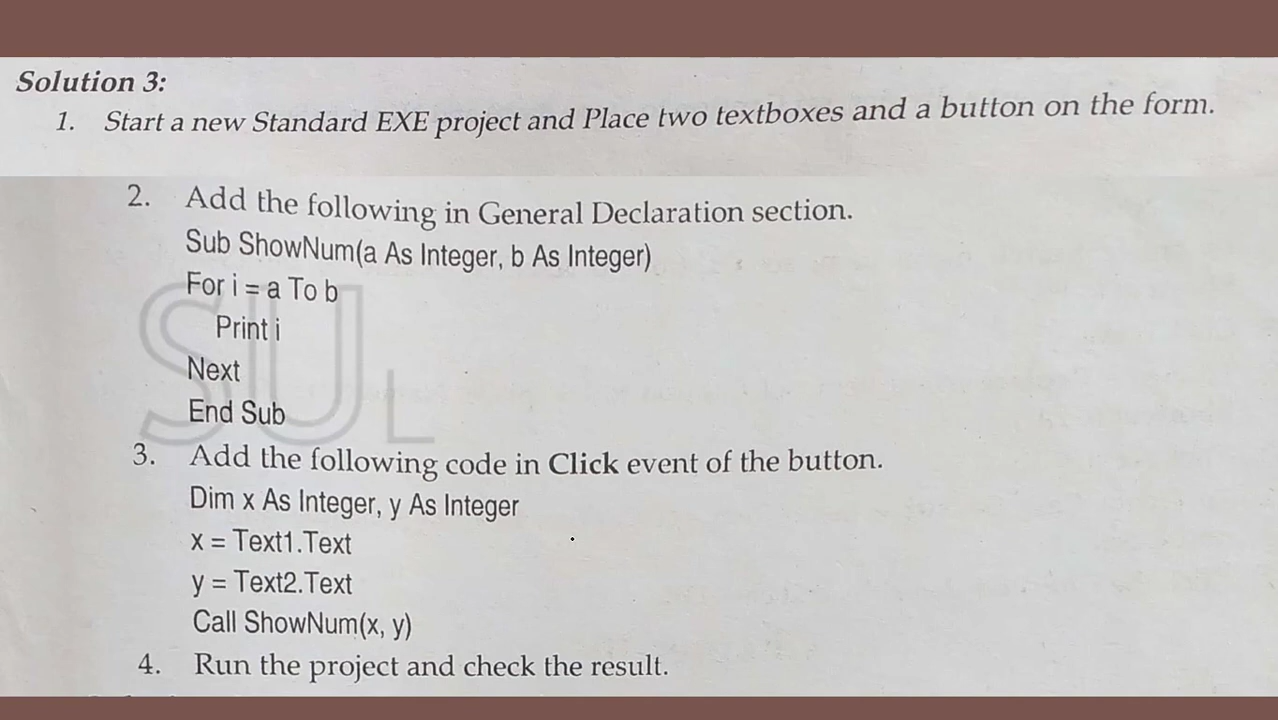 Solution 3:
1. Start a new Standard EXE project and Place two textboxes and a button on the form.
2. Add the following in General Declaration section.
Sub ShowNum(a As Integer, b As Integer)
For i = a To b
Print i
Next
End Sub
3. Add the following code in Click event of the button.
Dim x As Integer, y As Integer
x = Text1.Text
y = Text2.Text
Call ShowNum(x, y)
4. Run the project and check the result.